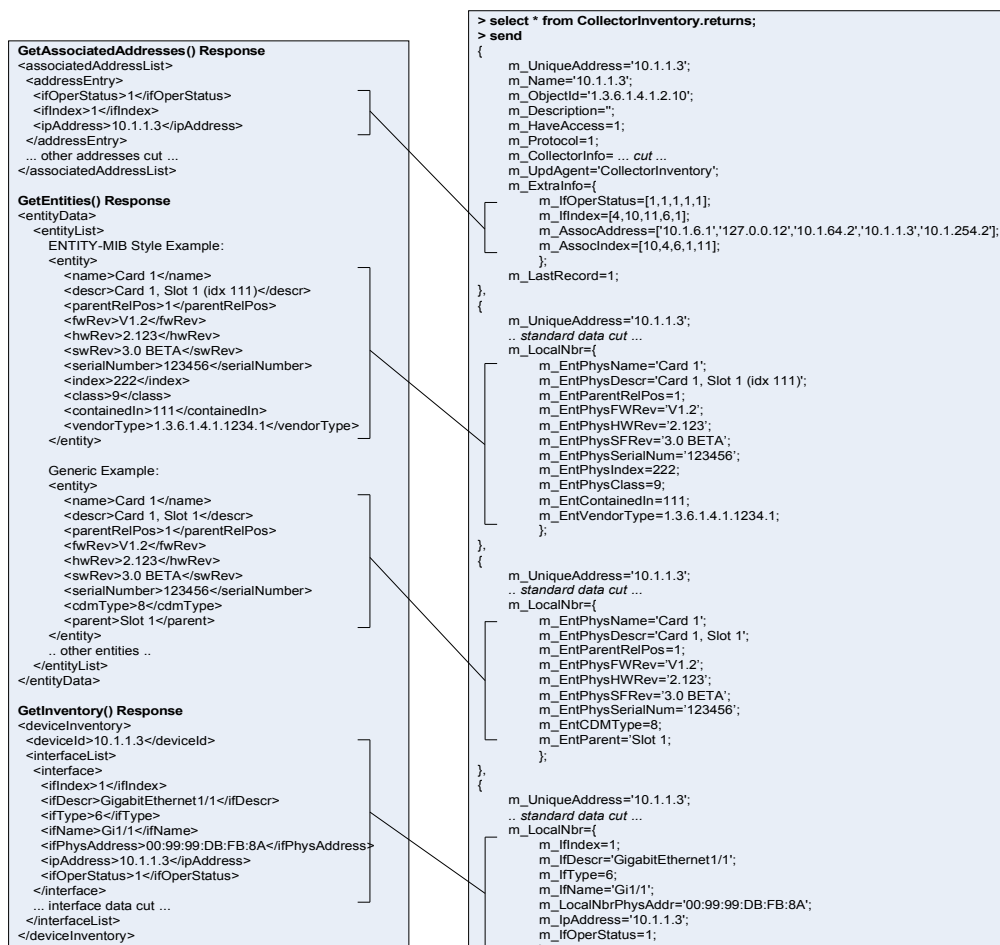 GetAssociatedAddresses() Response
<associatedAddressList>
<addressEntry>
<ifOperStatus>1</ifOperStatus>
<ifIndex>1</ifIndex>
<ipAddress>10.1.1.3</ipAddress>
</addressEntry>
... other addresses cut ...
</associatedAddressList>
GetEntities() Response
<entityData>
<entityList>
ENTITY-MIB Style Example:
<entity>
<name>Card 1</name>
<descr>Card 1, Slot 1 (idx 111)</descr>
<parentRelPos>1</parentRelPos>
<fwRev>V1.2</fwRev>
<hwRev>2.123</hwRev>
<swRev>3.0 BETA</swRev>
<serialNumber>123456</serialNumber>
<index>222</index>
<class>9</class>
<containedIn>111</containedIn>
<vendorType>1.3.6.1.4.1.1234.1</vendorType>
</entity>
Generic Example:
<entity>
<name>Card 1</name>
<descr>Card 1, Slot 1</descr>
<parentRelPos>1</parentRelPos>
<fwRev>V1.2</fwRev>
<hwRev>2.123</hwRev>
<swRev>3.0 BETA</swRev>
<serialNumber>123456</serialNumber>
<cdmType>8</cdmType>
<parent>Slot 1</parent>
</entity>
.. other entities ..
</entityList>
</entityData>
GetInventory() Response
<deviceInventory>
<deviceId>10.1.1.3</deviceId>
<interfaceList>
<interface>
<ifIndex>1</ifIndex>
<ifDescr>GigabitEthernet1/1</ifDescr>
<ifType>6</ifType>
<ifName>Gi1/1</ifName>
<ifPhysAddress>00:99:99:DB:FB:8A</ifPhysAddress>
<ipAddress>10.1.1.3</ipAddress>
<ifOperStatus>1</ifOperStatus>
</interface>
... interface data cut ...
</interfaceList>
</deviceInventory>
> select * from CollectorInventory.returns;
> send
{
m_UniqueAddress='10.1.1.3';
m_Name='10.1.1.3';
m_ObjectId='1.3.6.1.4.1.2.10';
m_Description='';
m_HaveAccess=1;
m_Protocol=1;
m_CollectorInfo= ... cut ...
m_UpdAgent='CollectorInventory';
m_ExtraInfo={
m_IfOperStatus=[1,1,1,1,1];
m_IfIndex=[4,10,11,6,1];
m_AssocAddress=['10.1.6.1','127.0.0.12','10.1.64.2','10.1.1.3','10.1.254.2'];
m_AssocIndex=[10,4,6,1,11];
};
m_LastRecord=1;
},
{
m_UniqueAddress='10.1.1.3';
.. standard data cut ...
m_LocalNbr={
m_EntPhysName='Card 1';
m_EntPhysDescr='Card 1, Slot 1 (idx 111)';
m_EntParentRelPos=1;
m_EntPhysFWRev='V1.2';
m_EntPhysHWRev='2.123';
m_EntPhysSFRev='3.0 BETA';
m_EntPhysSerialNum='123456';
m_EntPhysIndex=222;
m_EntPhysClass=9;
m_EntContainedIn=111;
m_EntVendorType=1.3.6.1.4.1.1234.1;
};
},
{
m_UniqueAddress='10.1.1.3';
.. standard data cut ...
m_LocalNbr={
m_EntPhysName='Card 1';
m_EntPhysDescr='Card 1, Slot 1';
m_EntParentRelPos=1;
m_EntPhysFWRev='V1.2';
m_EntPhysHWRev='2.123';
m_EntPhysSFRev='3.0 BETA';
m_EntPhysSerialNum='123456';
m_EntCDMType=8;
m_EntParent='Slot 1;
};
},
{
m_UniqueAddress='10.1.1.3';
.. standard data cut ...
m_LocalNbr={
m_IfIndex=1;
m_IfDescr='GigabitEthernet1/1';
m_IfType=6;
m_IfName='Gi1/1';
m_LocalNbrPhysAddr='00:99:99:DB:FB:8A';
m_IpAddress='10.1.1.3';
m_IfOperStatus=1;